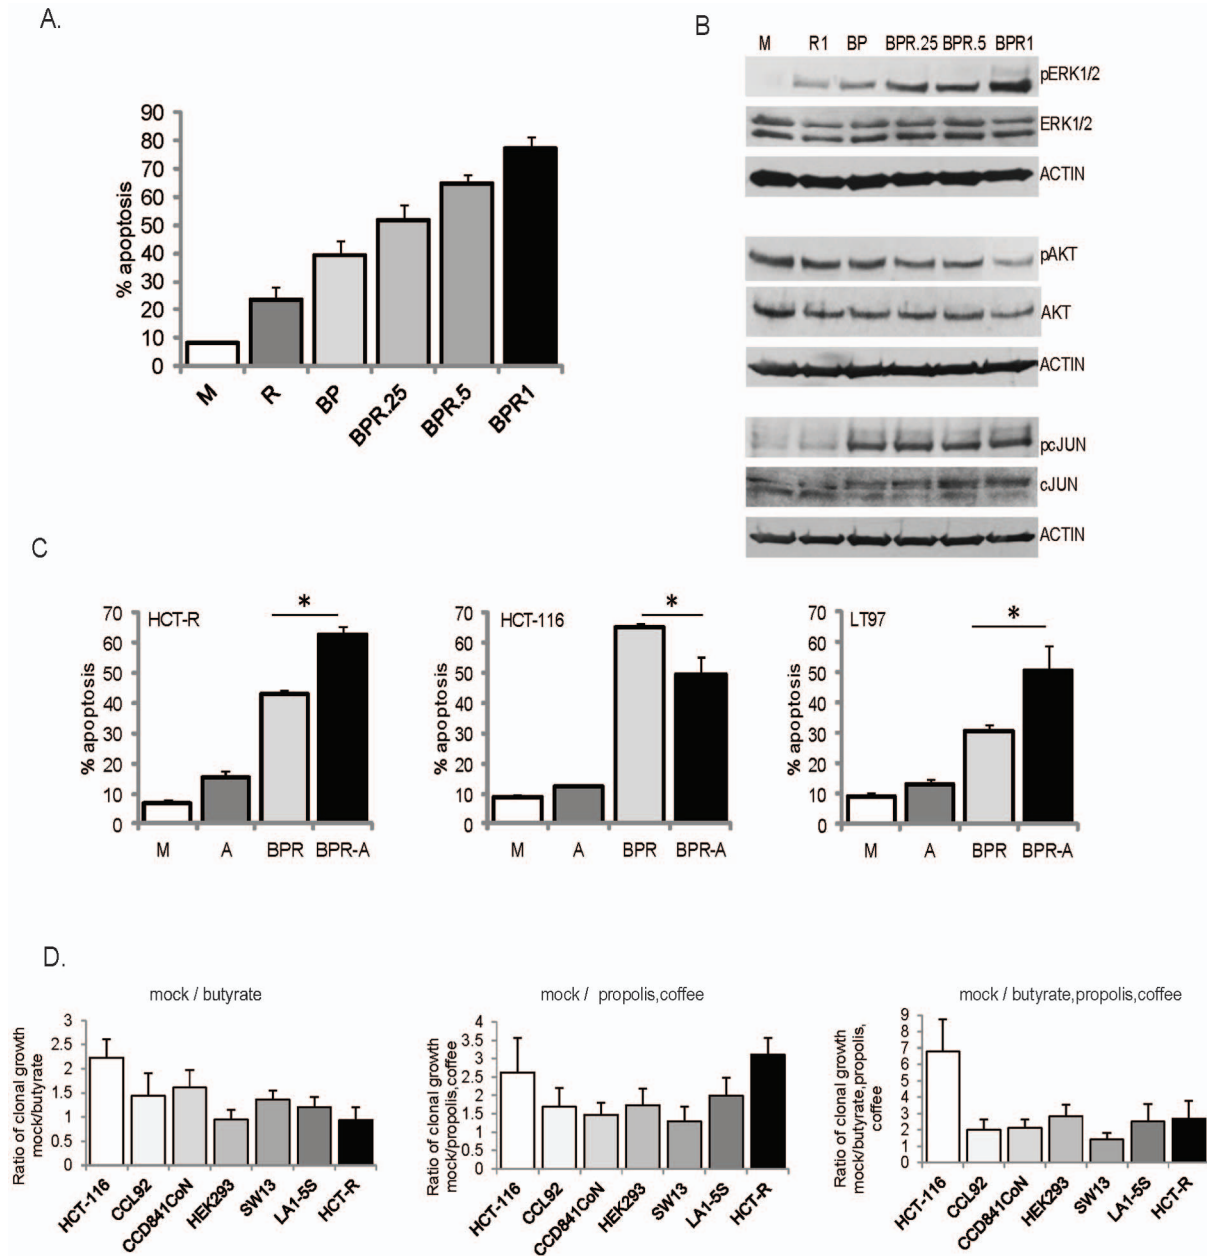 A.
90
80
70
60
50
40
30
20
10
0
% apoptosis
M R BP BPR.25 BPR.5 BPR1
B
M R1 BP BPR.25 BPR.5 BPR1
pERK1/2
ERK1/2
ACTIN
pAKT
AKT
ACTIN
pcJUN
cJUN
ACTIN
C
HCT-R
*
70
60
50
40
30
20
10
0
% apoptosis
M A BPR BPR-A
HCT-116
*
70
60
50
40
30
20
10
0
% apoptosis
M A BPR BPR-A
LT97
*
70
60
50
40
30
20
10
0
% apoptosis
M A BPR BPR-A
D.
mock / butyrate
3
2.5
2
1.5
1
0.5
0
Ratio of clonal growth
mock/butyrate
HCT-116 CCL92 CCD841CoN HEK293 SW13 LA1-5S HCT-R
mock / propolis,coffee
4
3.5
3
2.5
2
1.5
1
0.5
0
Ratio of clonal growth
mock/propolis,coffee
HCT-116 CCL92 CCD841CoN HEK293 SW13 LA1-5S HCT-R
mock / butyrate,propolis,coffee
9
8
7
6
5
4
3
2
1
0
Ratio of clonal growth
mock/butyrate,propolis,
coffee
HCT-116 CCL92 CCD841CoN HEK293 SW13 LA1-5S HCT-R